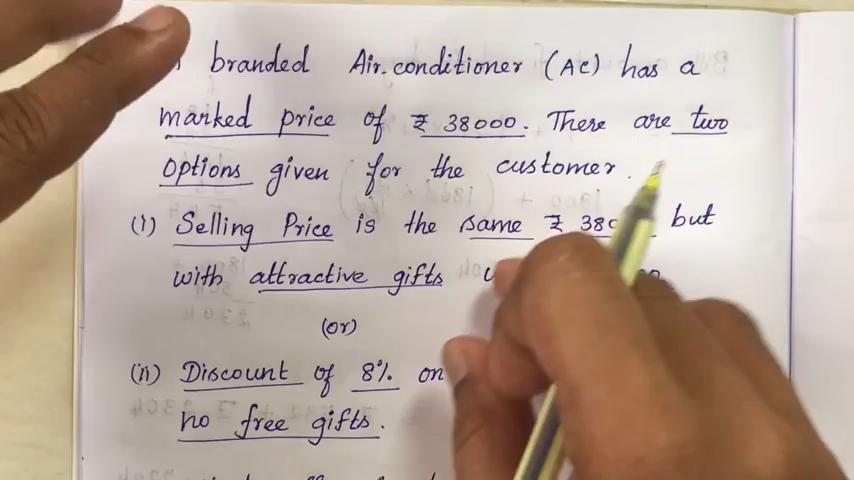 branded Air.conditioner (AC) has a
marked price of ₹ 38000. There are two
options given for the customer.
(i) Selling Price is the same ₹ 380 but
with attractive gifts
(or)
(ii) Discount of 8% on
no free gifts.